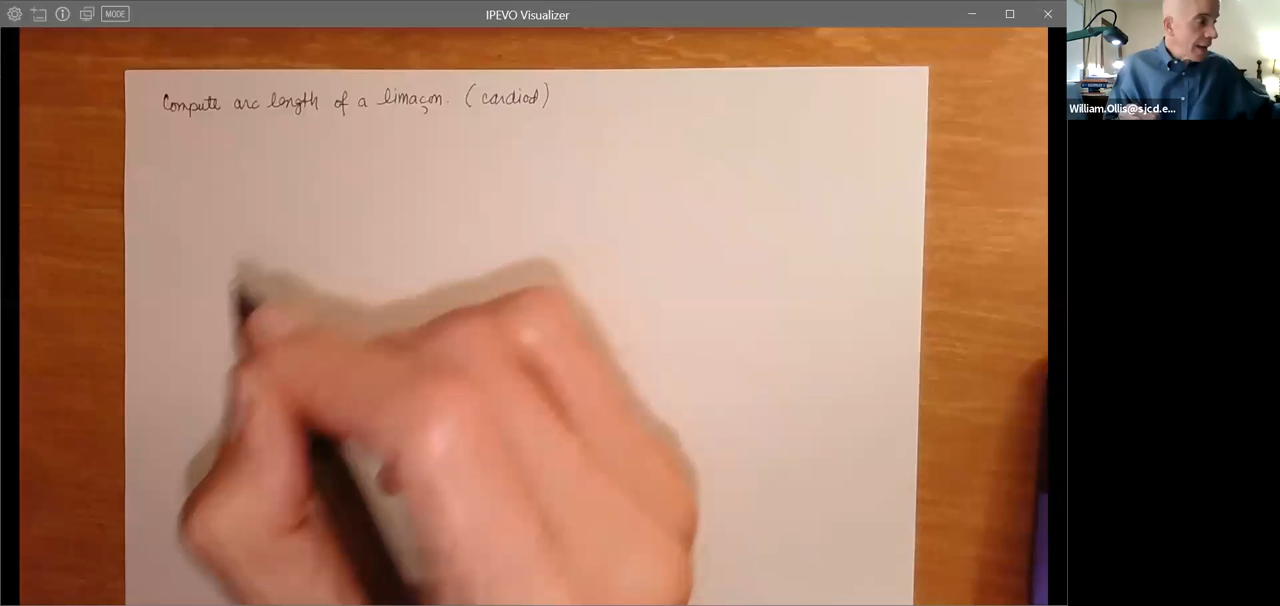 MODE
IPEVO Visualizer
Compute arc length of a limaçon. (cardiod)
William.Ollis@sjcd.e...